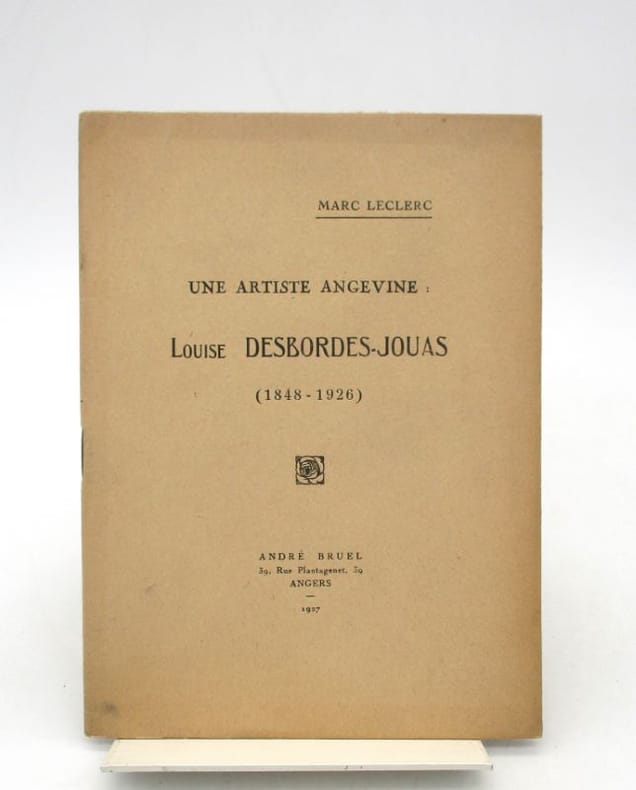 MARC LECLERC
UNE ARTISTE ANGEVINE :
LOUISE DESBORDES-JOUAS
(1848-1926)
ANDRÉ BRUEL
39, Rue Plantagenet, 39
ANGERS
—
1927